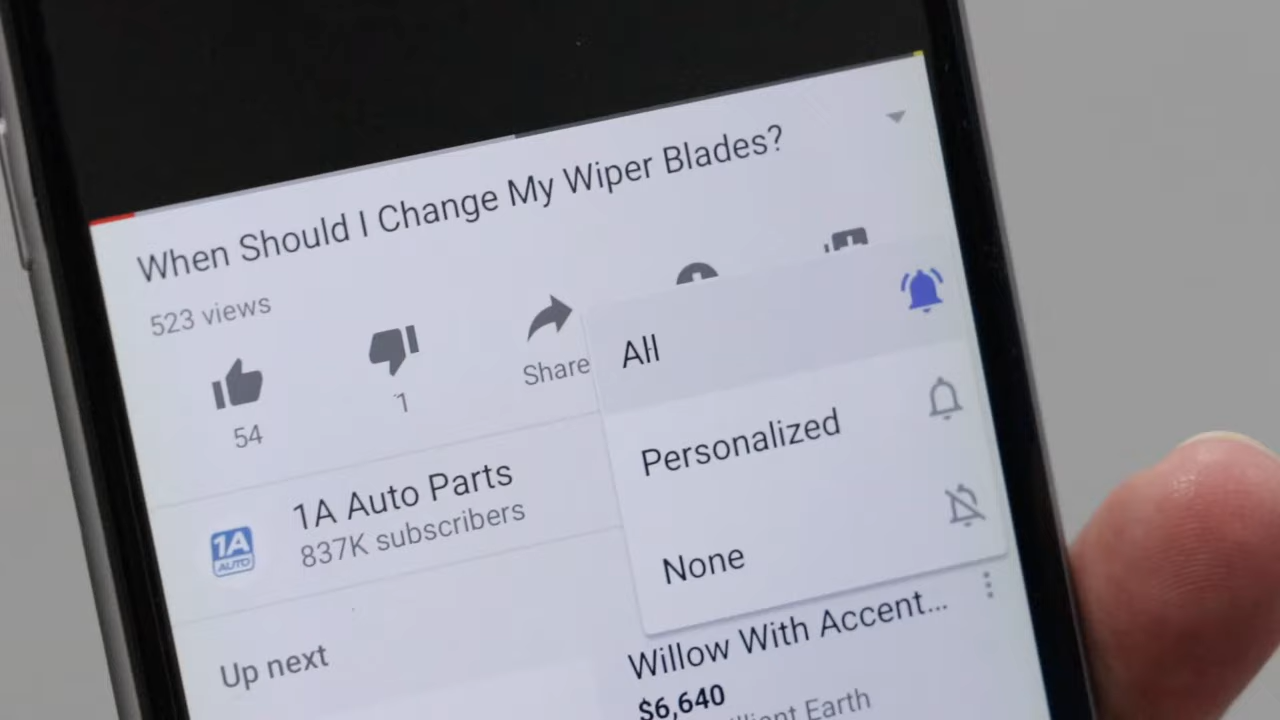 When Should I Change My Wiper Blades?
523 views
54
1
Share
All
Personalized
None
1A Auto Parts
837K subscribers
1A
AUTO
Up next
Willow With Accent...
$6,640
Earth